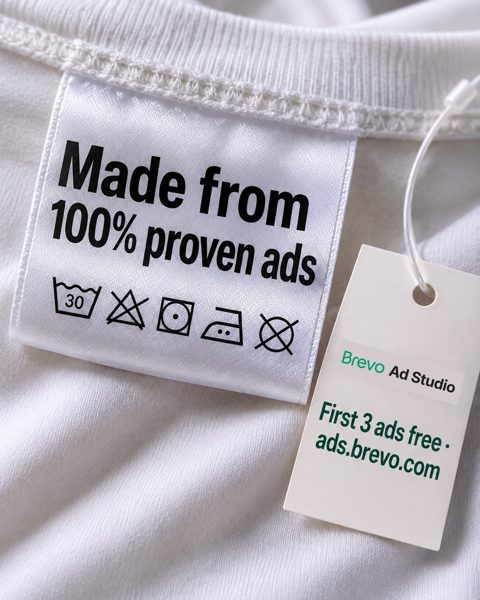 Made from
100% proven ads
30
Brevo Ad Studio
First 3 ads free ·
ads.brevo.com